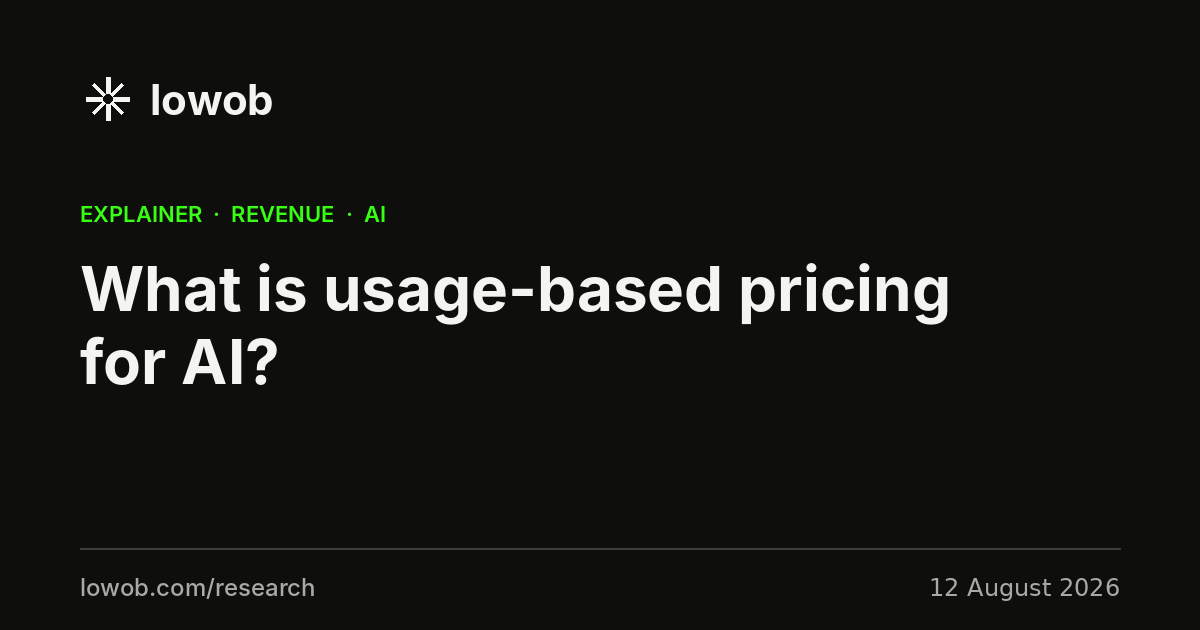 lowob
EXPLAINER · REVENUE · AI
What is usage-based pricing
for AI?
lowob.com/research
12 August 2026